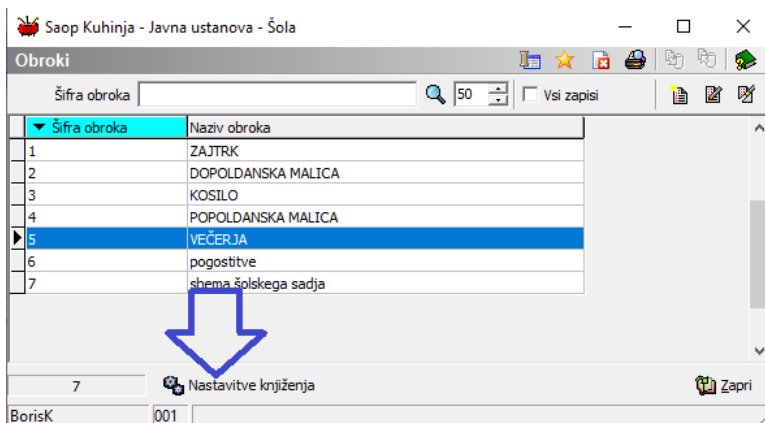 Saop Kuhinja - Javna ustanova - Šola
Obroki
Šifra obroka 50 Vsi zapisi
Šifra obroka Naziv obroka
1 ZAJTRK
2 DOPOLDANSKA MALICA
3 KOSILO
4 POPOLDANSKA MALICA
5 VEČERJA
6 pogostitve
7 shema šolskega sadja
7 Nastavitve knjiženja Zapri
BorisK 001